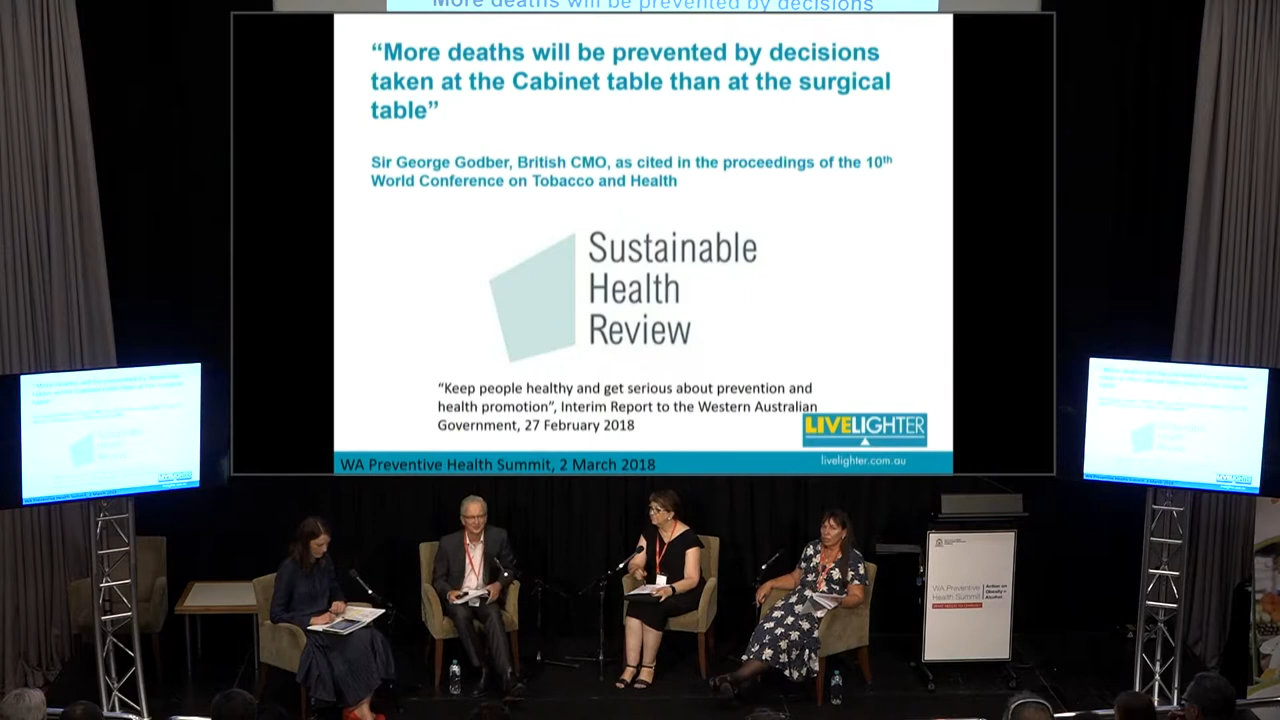 More deaths will be prevented by decisions
“More deaths will be prevented by decisions
taken at the Cabinet table than at the surgical
table”
Sir George Godber, British CMO, as cited in the proceedings of the 10th
World Conference on Tobacco and Health
Sustainable
Health
Review
“Keep people healthy and get serious about prevention and
health promotion”, Interim Report to the Western Australian
Government, 27 February 2018
LIVELIGHTER
livelighter.com.au
WA Preventive Health Summit, 2 March 2018
WA Preventive
Health Summit
Action on
Obesity +
Alcohol